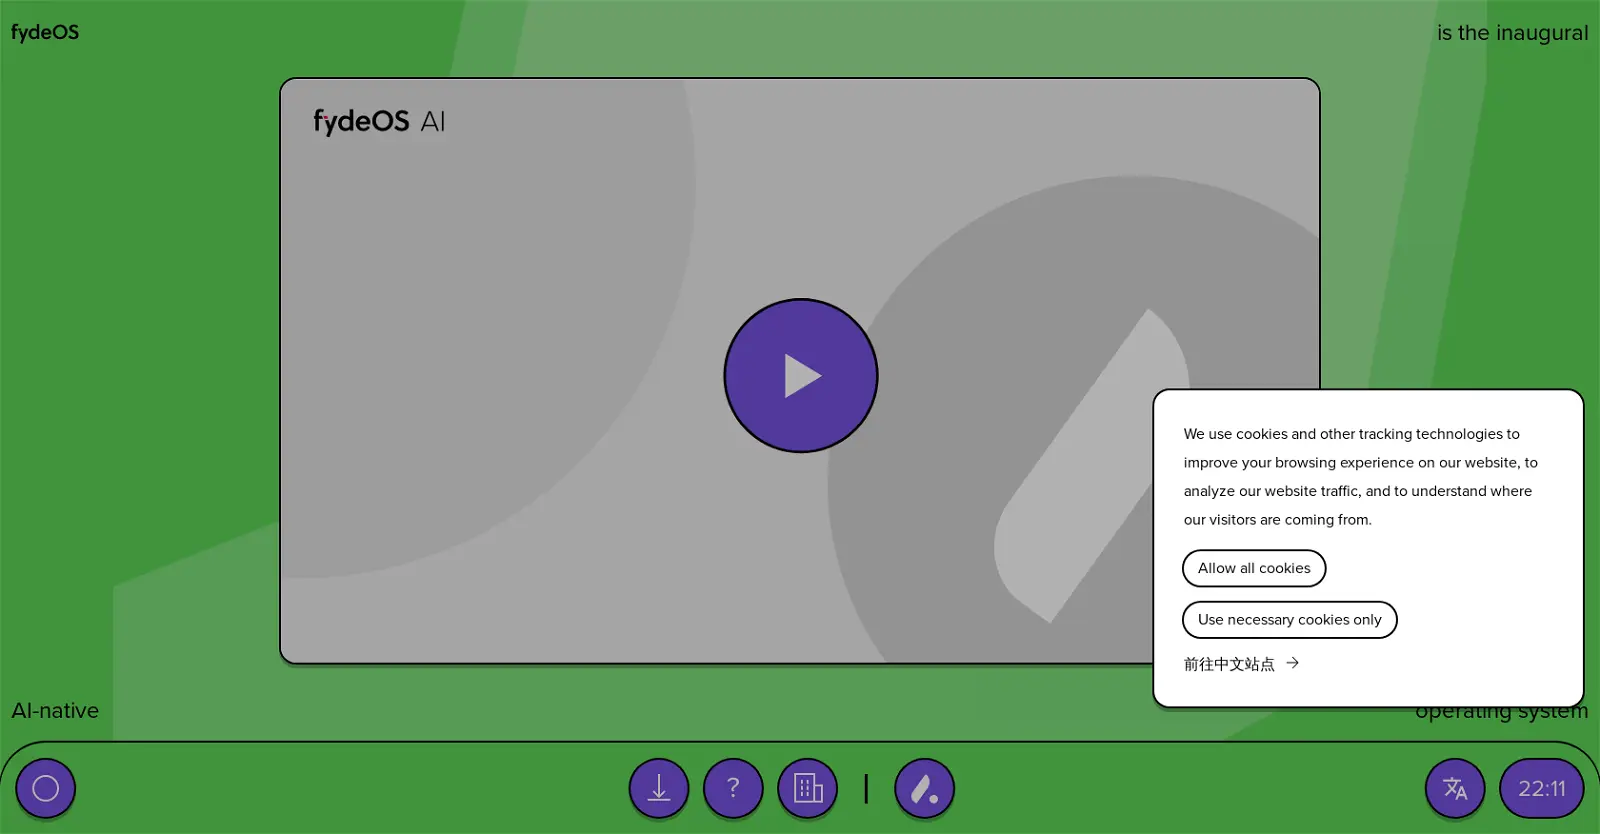 fydeOS
is the inaugural
fydeOS AI
We use cookies and other tracking technologies to
improve your browsing experience on our website, to
analyze our website traffic, and to understand where
our visitors are coming from.
Allow all cookies
Use necessary cookies only
前往中文站点
AI-native
operating system
?
22:11